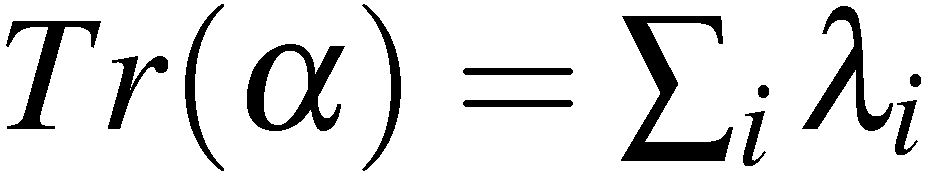 Tr(α) = ∑ᵢ λᵢ